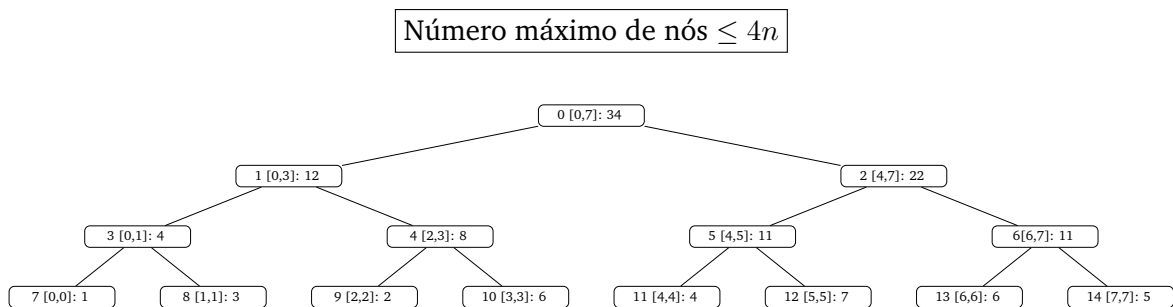 Número máximo de nós ≤ 4n
0 [0,7]: 34
1 [0,3]: 12
2 [4,7]: 22
3 [0,1]: 4
4 [2,3]: 8
5 [4,5]: 11
6[6,7]: 11
7 [0,0]: 1
8 [1,1]: 3
9 [2,2]: 2
10 [3,3]: 6
11 [4,4]: 4
12 [5,5]: 7
13 [6,6]: 6
14 [7,7]: 5